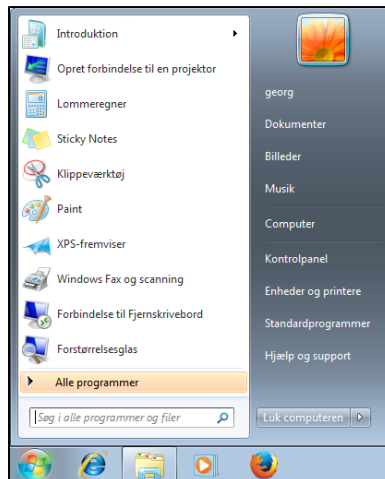 Introduktion
Opret forbindelse til en projektor
Lommeregner
Sticky Notes
Klippeværktøj
Paint
XPS-fremviser
Windows Fax og scanning
Forbindelse til Fjernskrivebord
Forstørrelsesglas
Alle programmer
Søg i alle programmer og filer
georg
Dokumenter
Billeder
Musik
Computer
Kontrolpanel
Enheder og printere
Standardprogrammer
Hjælp og support
Luk computeren